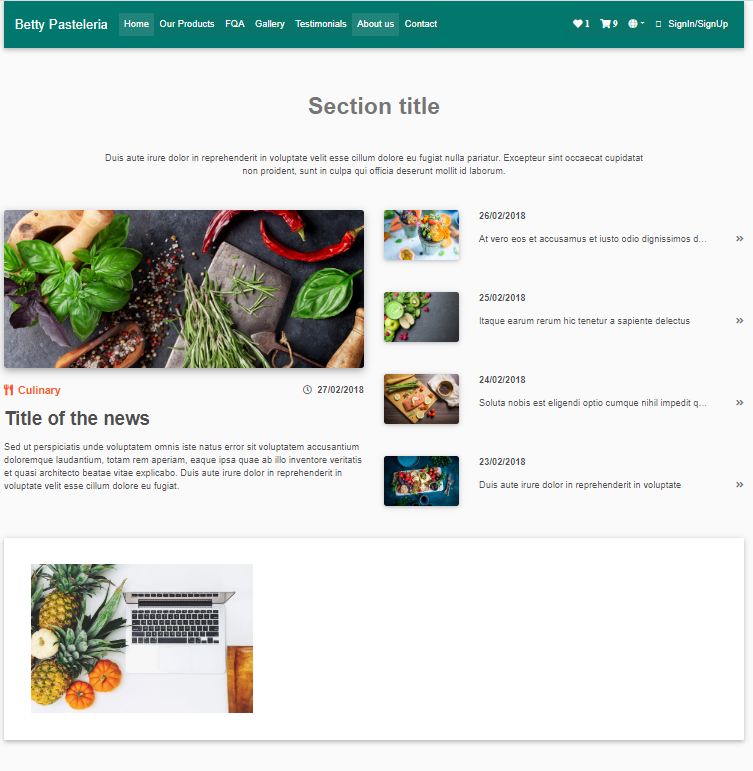 Betty Pasteleria Home Our Products FQA Gallery Testimonials About us Contact 1 9 SignIn/SignUp
Section title
Duis aute irure dolor in reprehenderit in voluptate velit esse cillum dolore eu fugiat nulla pariatur. Excepteur sint occaecat cupidatat
non proident, sunt in culpa qui officia deserunt mollit id laborum.
Culinary 27/02/2018
Title of the news
Sed ut perspiciatis unde voluptatem omnis iste natus error sit voluptatem accusantium
doloremque laudantium, totam rem aperiam, eaque ipsa quae ab illo inventore veritatis
et quasi architecto beatae vitae explicabo. Duis aute irure dolor in reprehenderit in
voluptate velit esse cillum dolore eu fugiat.
26/02/2018
At vero eos et accusamus et iusto odio dignissimos d... »
25/02/2018
Itaque earum rerum hic tenetur a sapiente delectus »
24/02/2018
Soluta nobis est eligendi optio cumque nihil impedit q... »
23/02/2018
Duis aute irure dolor in reprehenderit in voluptate »